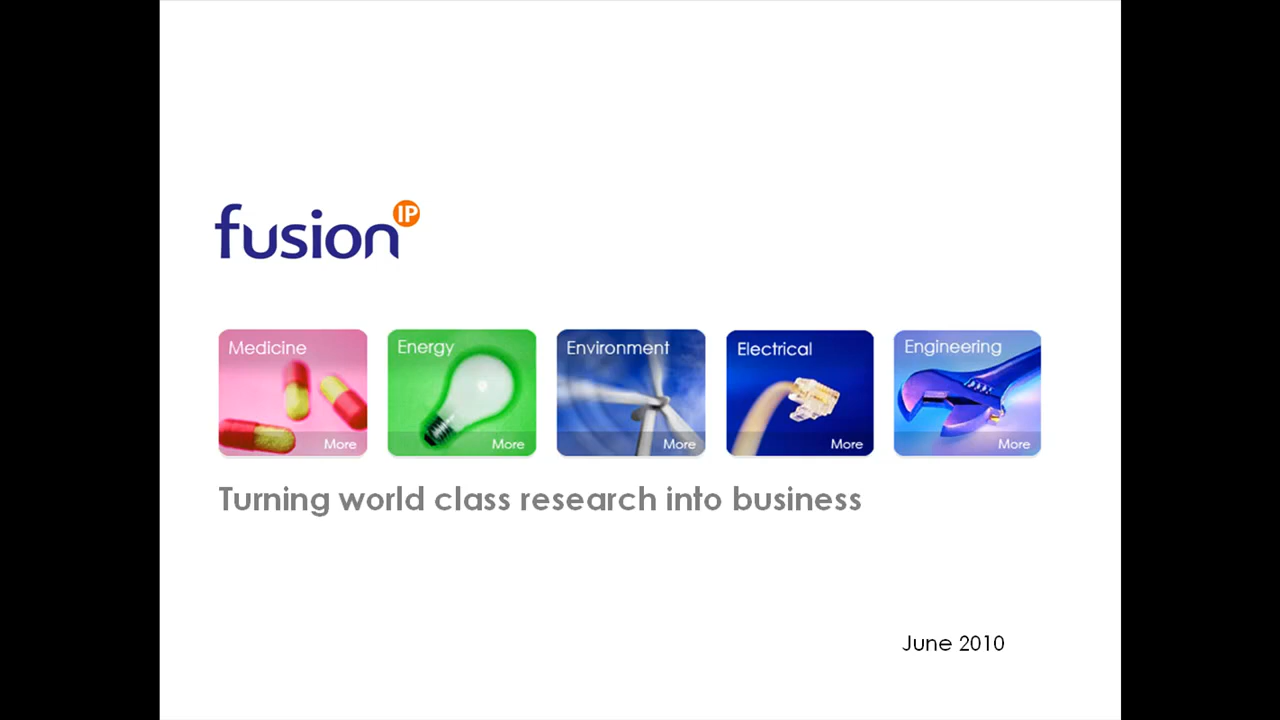 fusion IP
Medicine
More
Energy
More
Environment
More
Electrical
More
Engineering
More
Turning world class research into business
June 2010